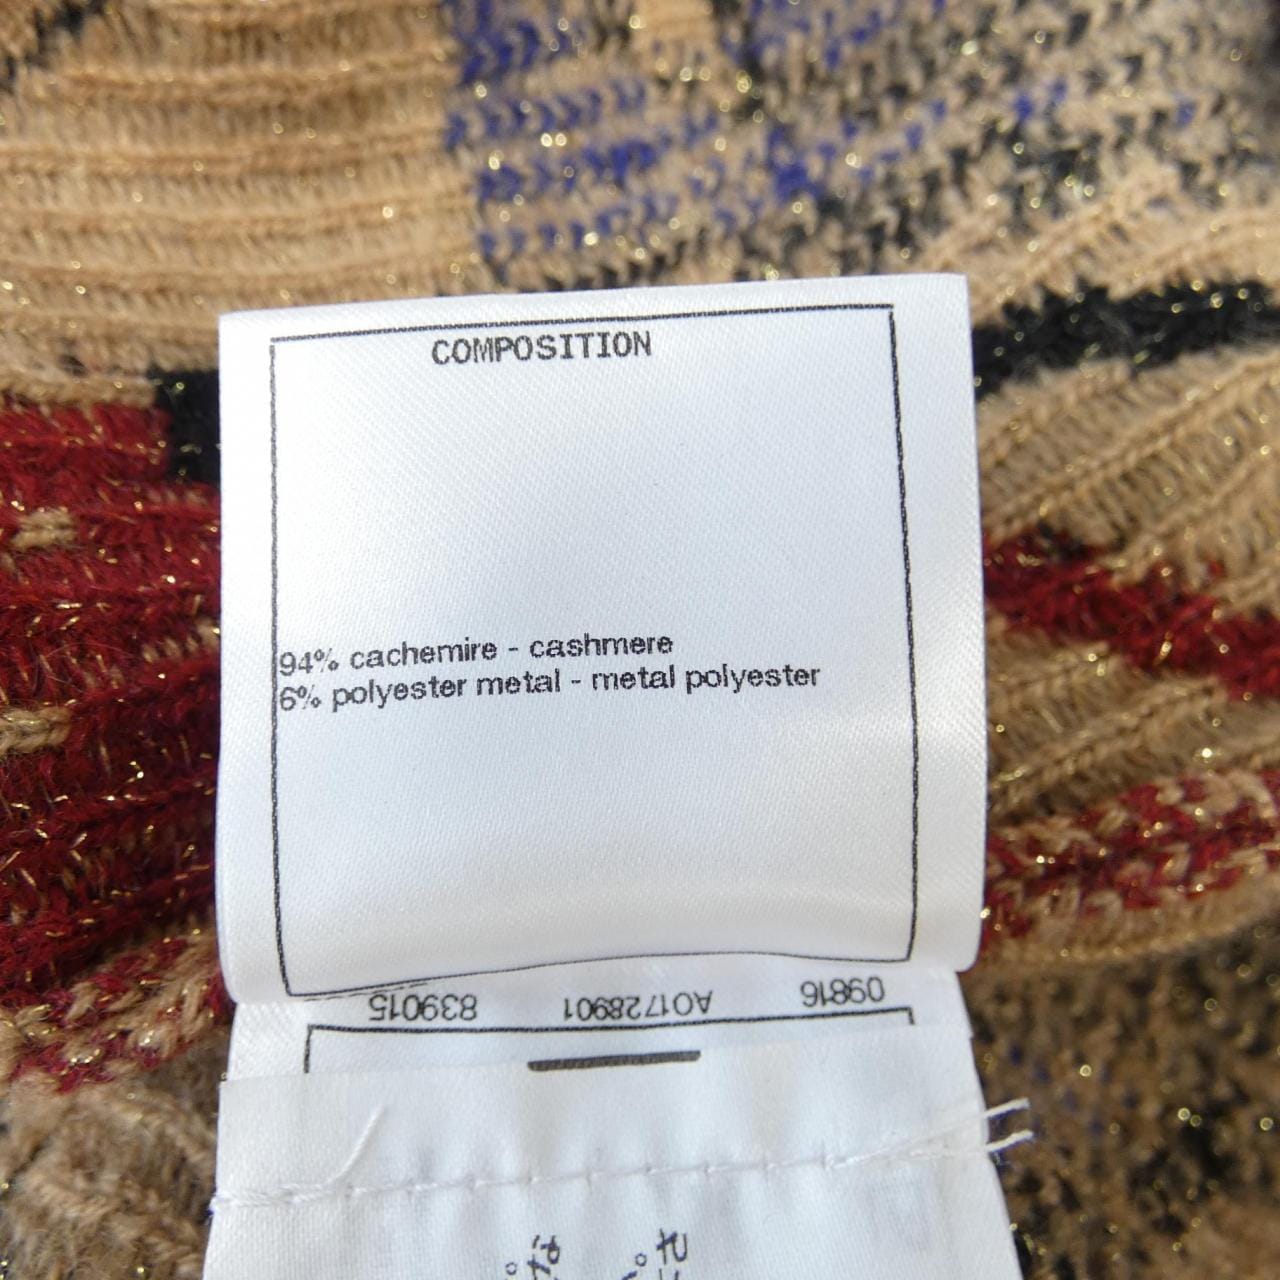 COMPOSITION
94% cachemire - cashmere
6% polyester metal - metal polyester
09816 A01728901 839015